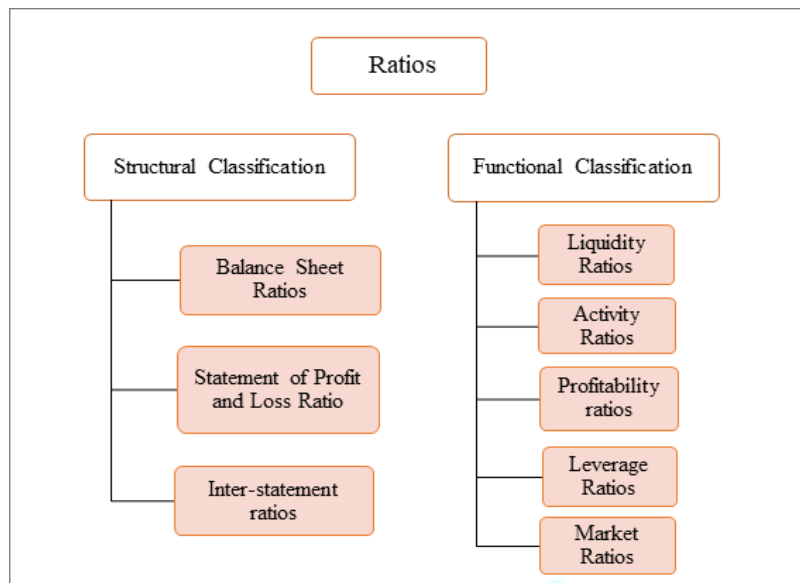 Ratios
Structural Classification
Balance Sheet
Ratios
Statement of Profit
and Loss Ratio
Inter-statement
ratios
Functional Classification
Liquidity
Ratios
Activity
Ratios
Profitability
ratios
Leverage
Ratios
Market
Ratios